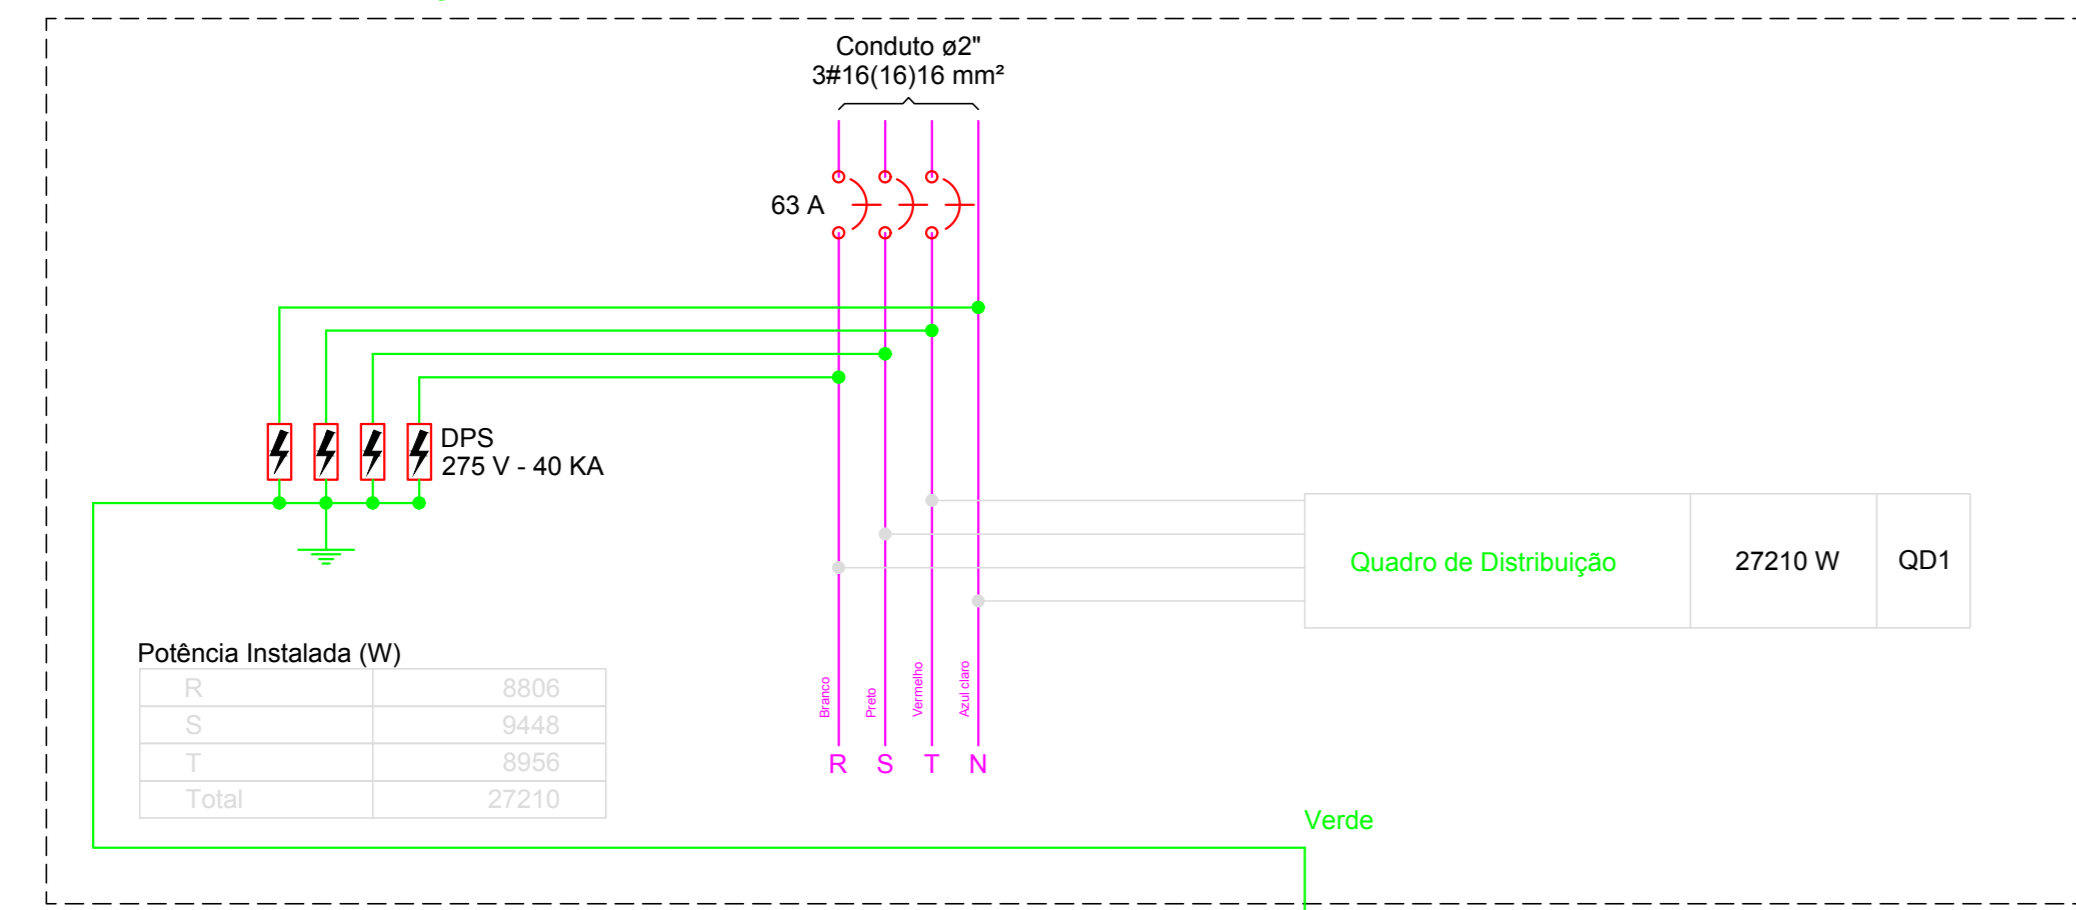 Conduto ø2"
3#16(16)16 mm²
63 A
DPS
275 V - 40 KA
Quadro de Distribuição 27210 W QD1
Potência Instalada (W)
R 8806
S 9448
T 8956
Total 27210
Branco
Preto
Vermelho
Azul claro
R S T N
Verde